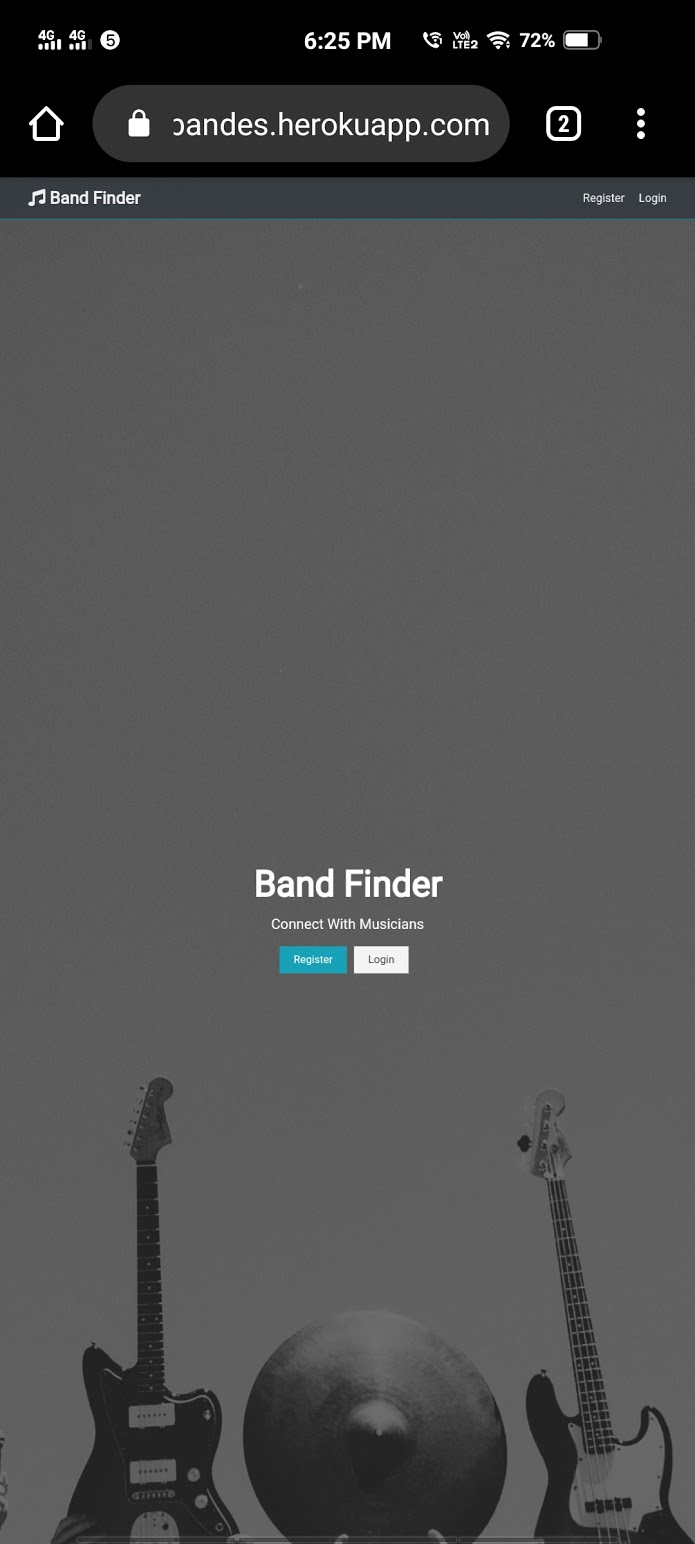 4G 4G 5 6:25 PM Vo) LTE2 72%
bandes.herokuapp.com 2
Band Finder Register Login
Band Finder
Connect With Musicians
Register Login